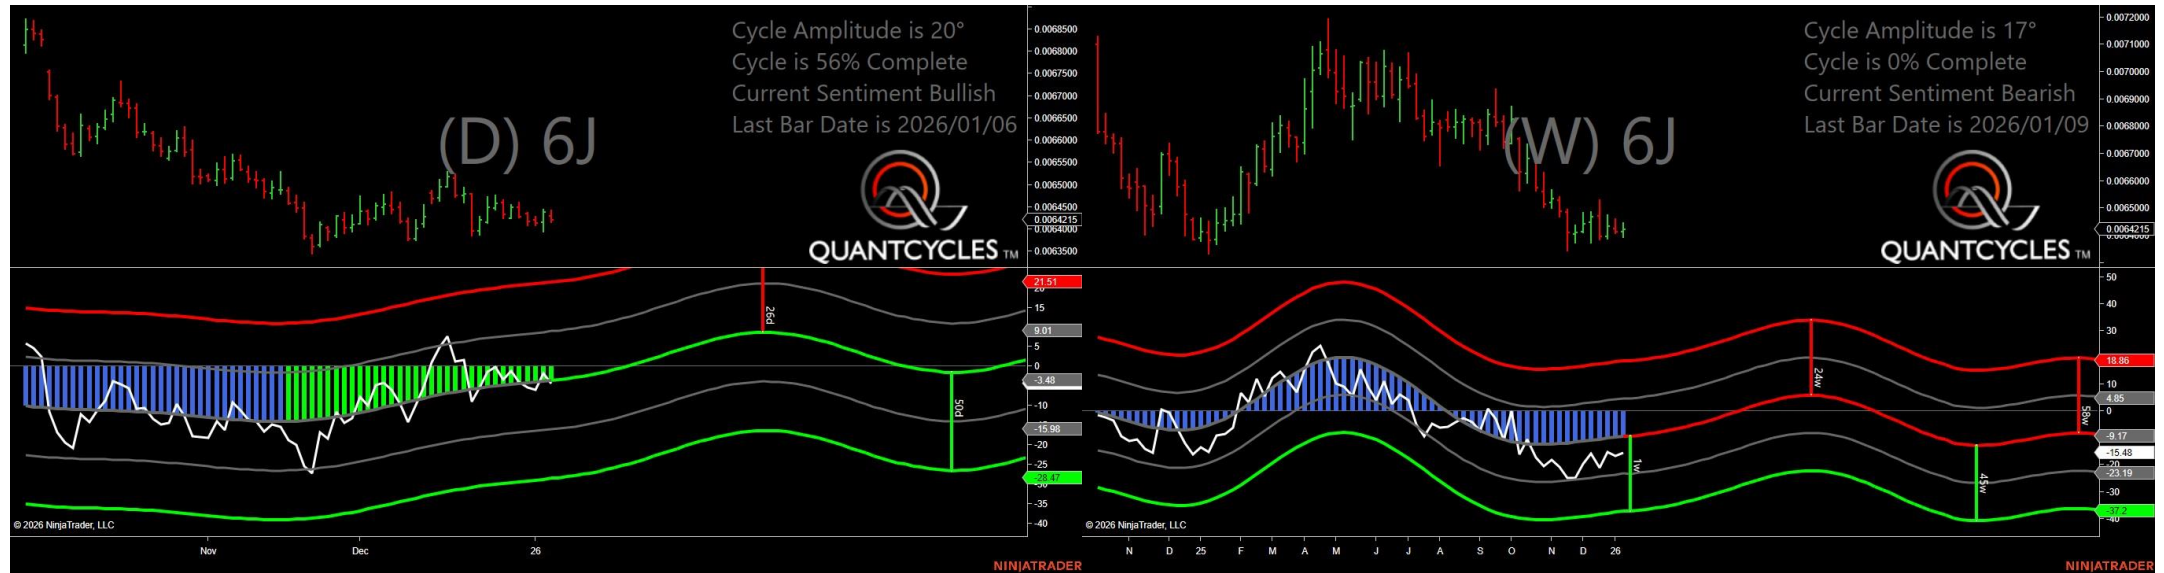 Cycle Amplitude is 20°
Cycle is 56% Complete
Current Sentiment Bullish
Last Bar Date is 2026/01/06
(D) 6J
QUANTCYCLES TM
0.0068500
0.0068000
0.0067500
0.0067000
0.0066500
0.0066000
0.0065500
0.0065000
0.0064500
0.0064215
0.0064000
0.0063500
21.51
15
9.01
5
0
-3.48
-10
-15.98
-20
-25
-28.47
-35
-40
26d
50d
© 2026 NinjaTrader, LLC
Nov
Dec
26
NINJATRADER
Cycle Amplitude is 17°
Cycle is 0% Complete
Current Sentiment Bearish
Last Bar Date is 2026/01/09
(W) 6J
QUANTCYCLES TM
0.0072000
0.0071000
0.0070000
0.0069000
0.0068000
0.0067000
0.0066000
0.0065000
0.0064215
50
40
30
18.86
10
4.85
0
-9.17
-15.48
-23.19
-30
-37.2
-40
1w
24w
45w
58w
© 2026 NinjaTrader, LLC
N D 25 F M A M J J A S O N D 26
NINJATRADER